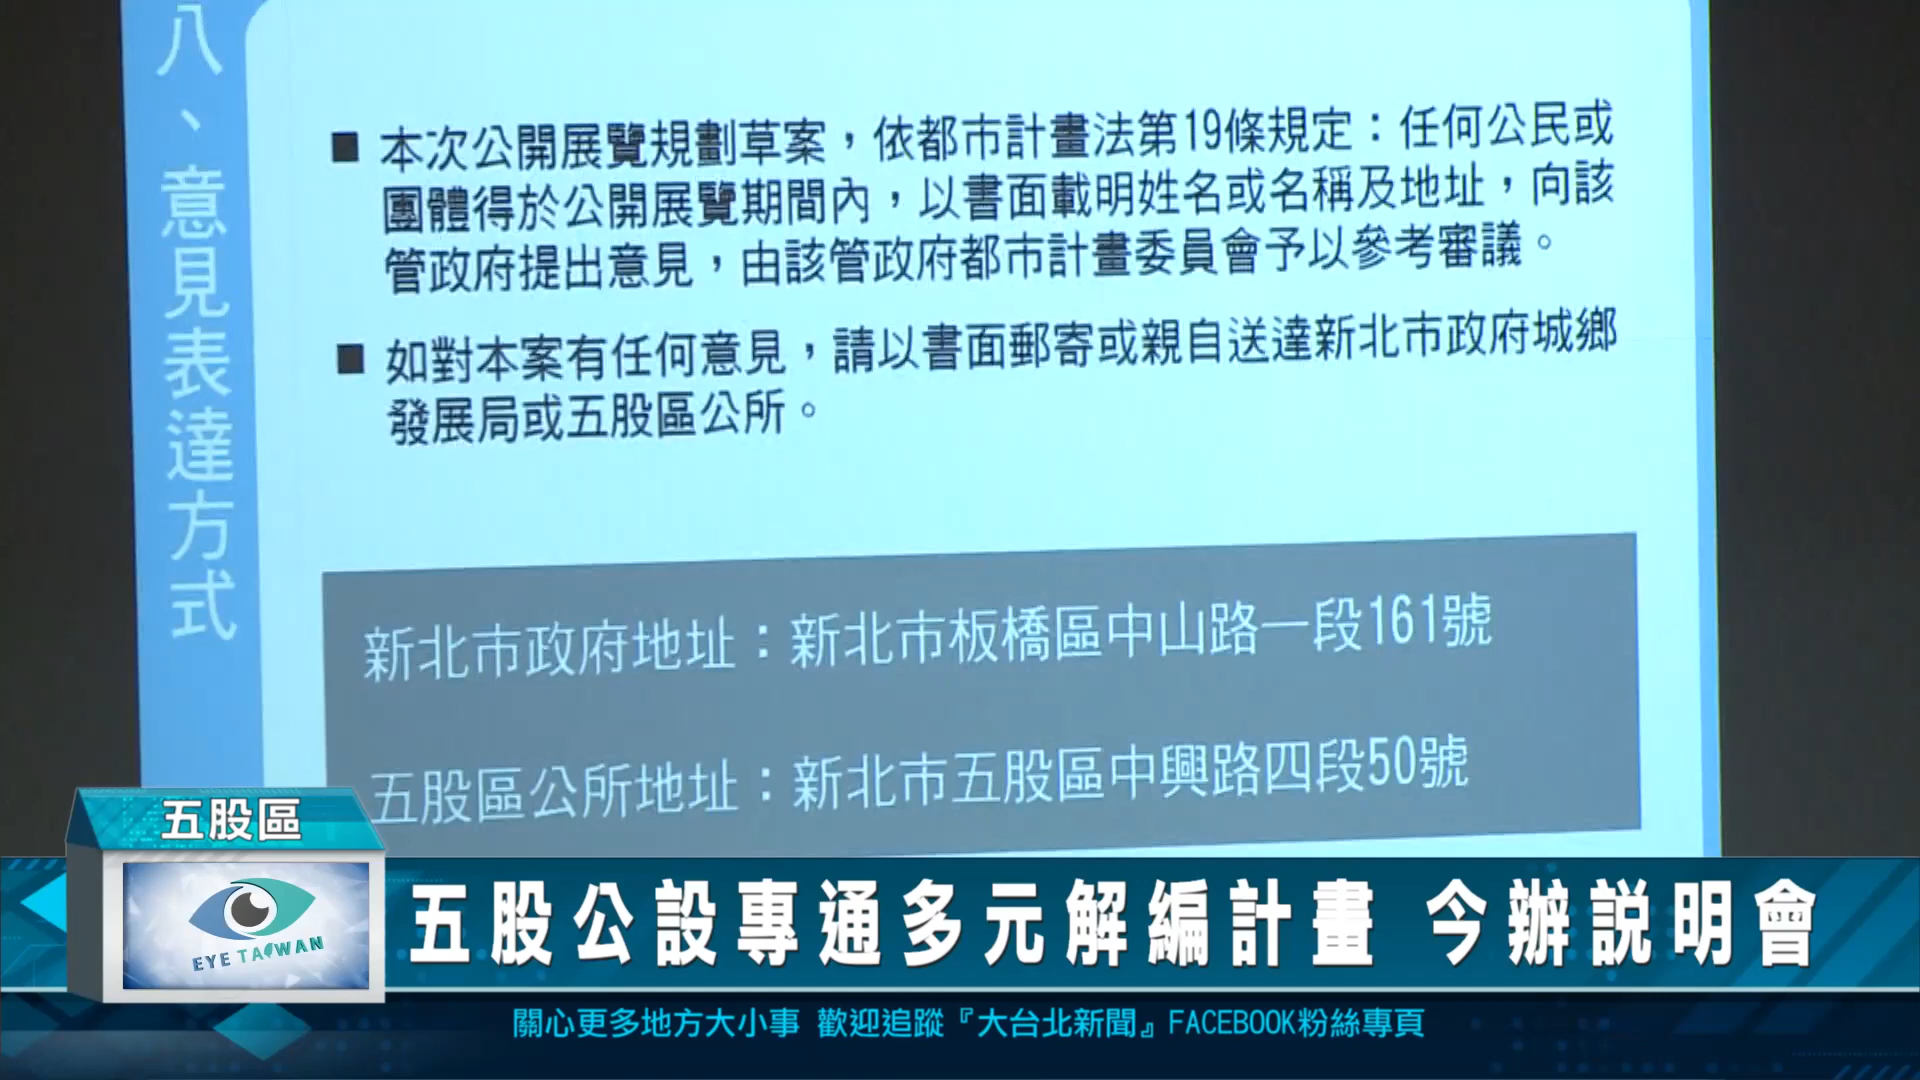 八、意見表達方式
■ 本次公開展覽規劃草案，依都市計畫法第19條規定：任何公民或
團體得於公開展覽期間內，以書面載明姓名或名稱及地址，向該
管政府提出意見，由該管政府都市計畫委員會予以參考審議。
■ 如對本案有任何意見，請以書面郵寄或親自送達新北市政府城鄉
發展局或五股區公所。
新北市政府地址：新北市板橋區中山路一段161號
五股區公所地址：新北市五股區中興路四段50號
五股區
EYE TAIWAN
五股公設專通多元解編計畫 今辦説明會
關心更多地方大小事 歡迎追蹤『大台北新聞』FACEBOOK粉絲專頁